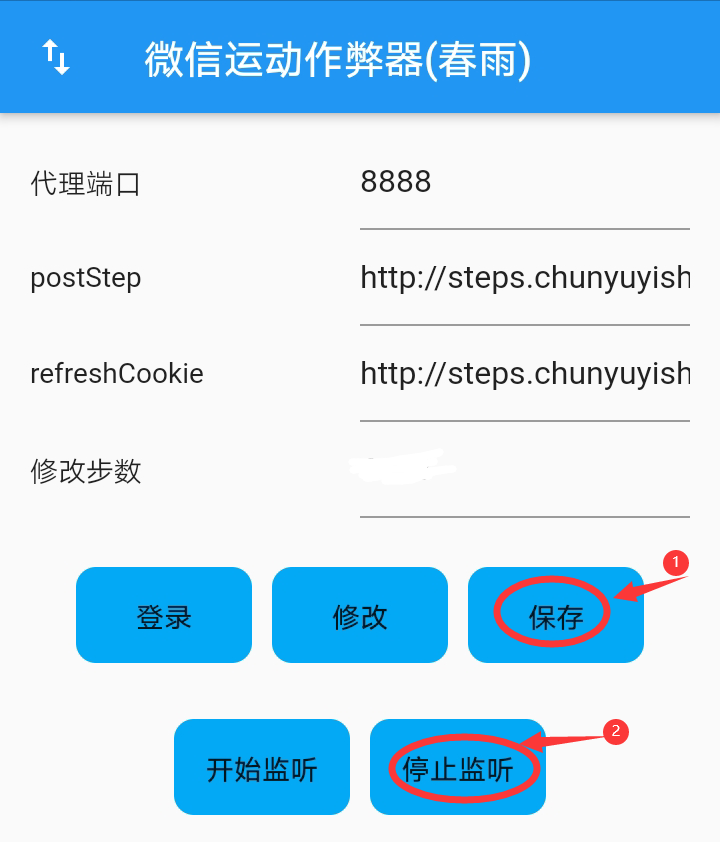 微信运动作弊器(春雨)
代理端口 8888
postStep http://steps.chunyuyish
refreshCookie http://steps.chunyuyish
修改步数
1
登录 修改 保存
2
开始监听 停止监听